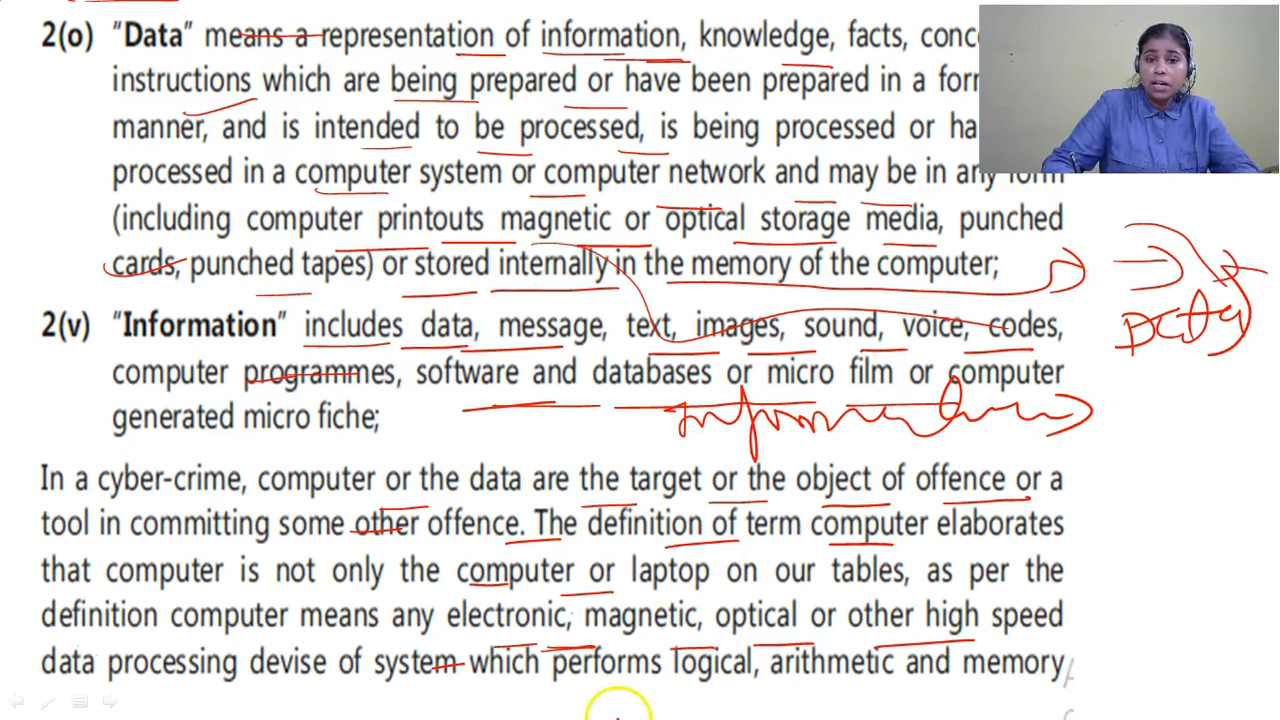 2(o) “Data” means a representation of information, knowledge, facts,
instructions which are being prepared or have been prepared in a
manner, and is intended to be processed, is being processed or
processed in a computer system or computer network and may be in any form
(including computer printouts magnetic or optical storage media, punched
cards, punched tapes) or stored internally in the memory of the computer;
Data
2(v) “Information” includes data, message, text, images, sound, voice, codes,
computer programmes, software and databases or micro film or computer
generated micro fiche;
Information
In a cyber-crime, computer or the data are the target or the object of offence or a
tool in committing some other offence. The definition of term computer elaborates
that computer is not only the computer or laptop on our tables, as per the
definition computer means any electronic, magnetic, optical or other high speed
data processing devise of system which performs logical, arithmetic and memory